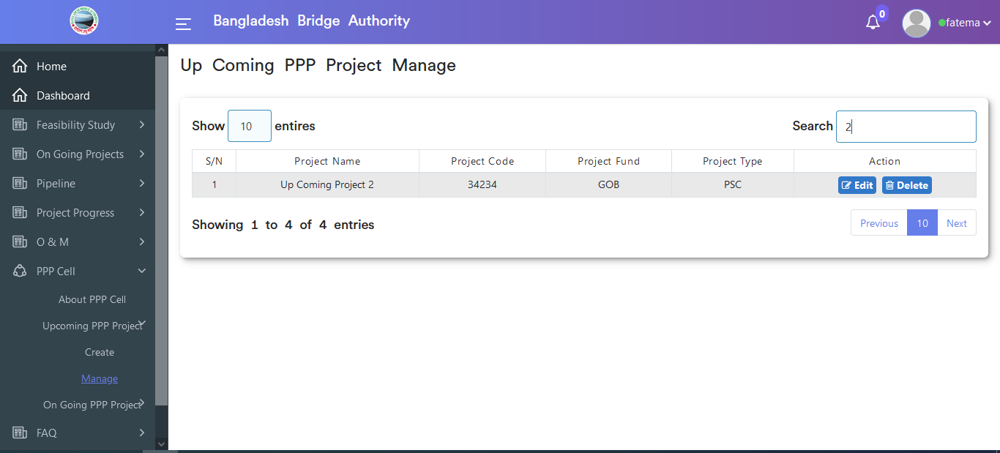 Bangladesh Bridge Authority
0
fatema
Home
Dashboard
Feasibility Study
On Going Projects
Pipeline
Project Progress
O & M
PPP Cell
About PPP Cell
Upcoming PPP Project
Create
Manage
On Going PPP Project
FAQ
Up Coming PPP Project Manage
Show 10 entires
Search 2
S/N Project Name Project Code Project Fund Project Type Action
1 Up Coming Project 2 34234 GOB PSC Edit Delete
Showing 1 to 4 of 4 entries
Previous 10 Next